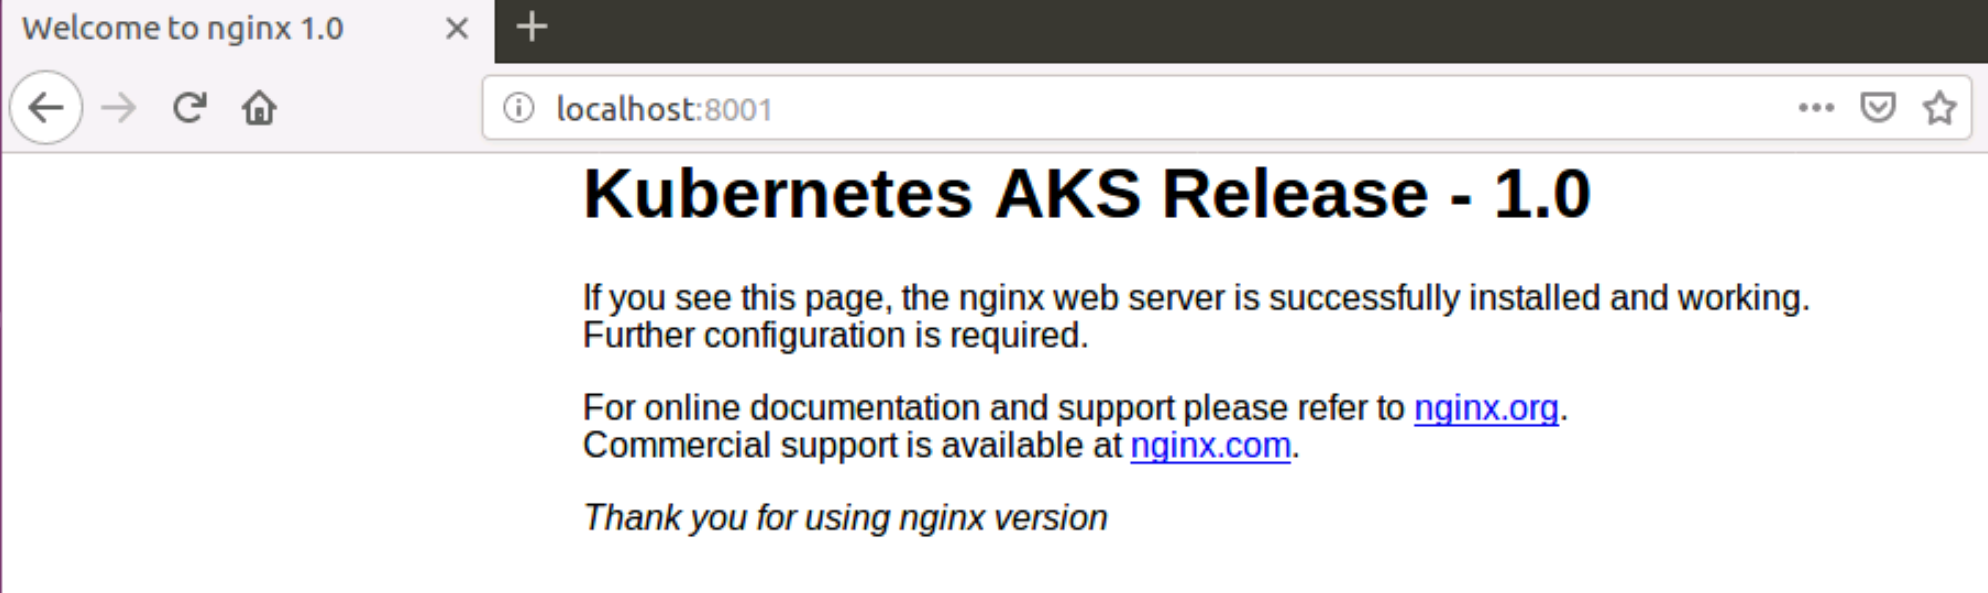 Welcome to nginx 1.0
localhost:8001
Kubernetes AKS Release - 1.0
If you see this page, the nginx web server is successfully installed and working.
Further configuration is required.
For online documentation and support please refer to nginx.org.
Commercial support is available at nginx.com.
Thank you for using nginx version